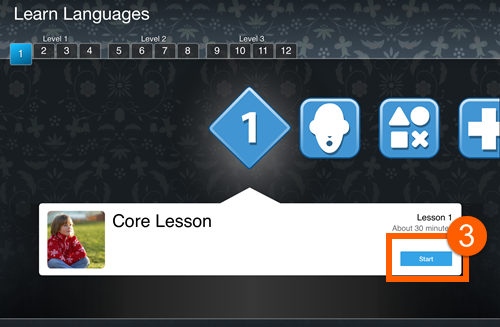 Learn Languages
Level 1 Level 2 Level 3
1 2 3 4 5 6 7 8 9 10 11 12
1
Core Lesson
Lesson 1
About 30 minutes
3
Start